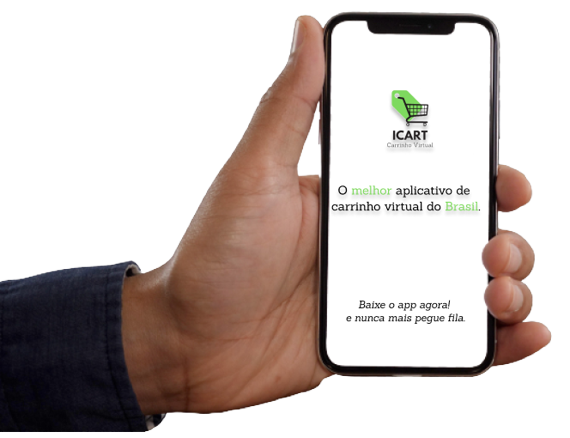 ICART
Carrinho Virtual
O melhor aplicativo de
carrinho virtual do Brasil.
Baixe o app agora!
e nunca mais pegue fila.